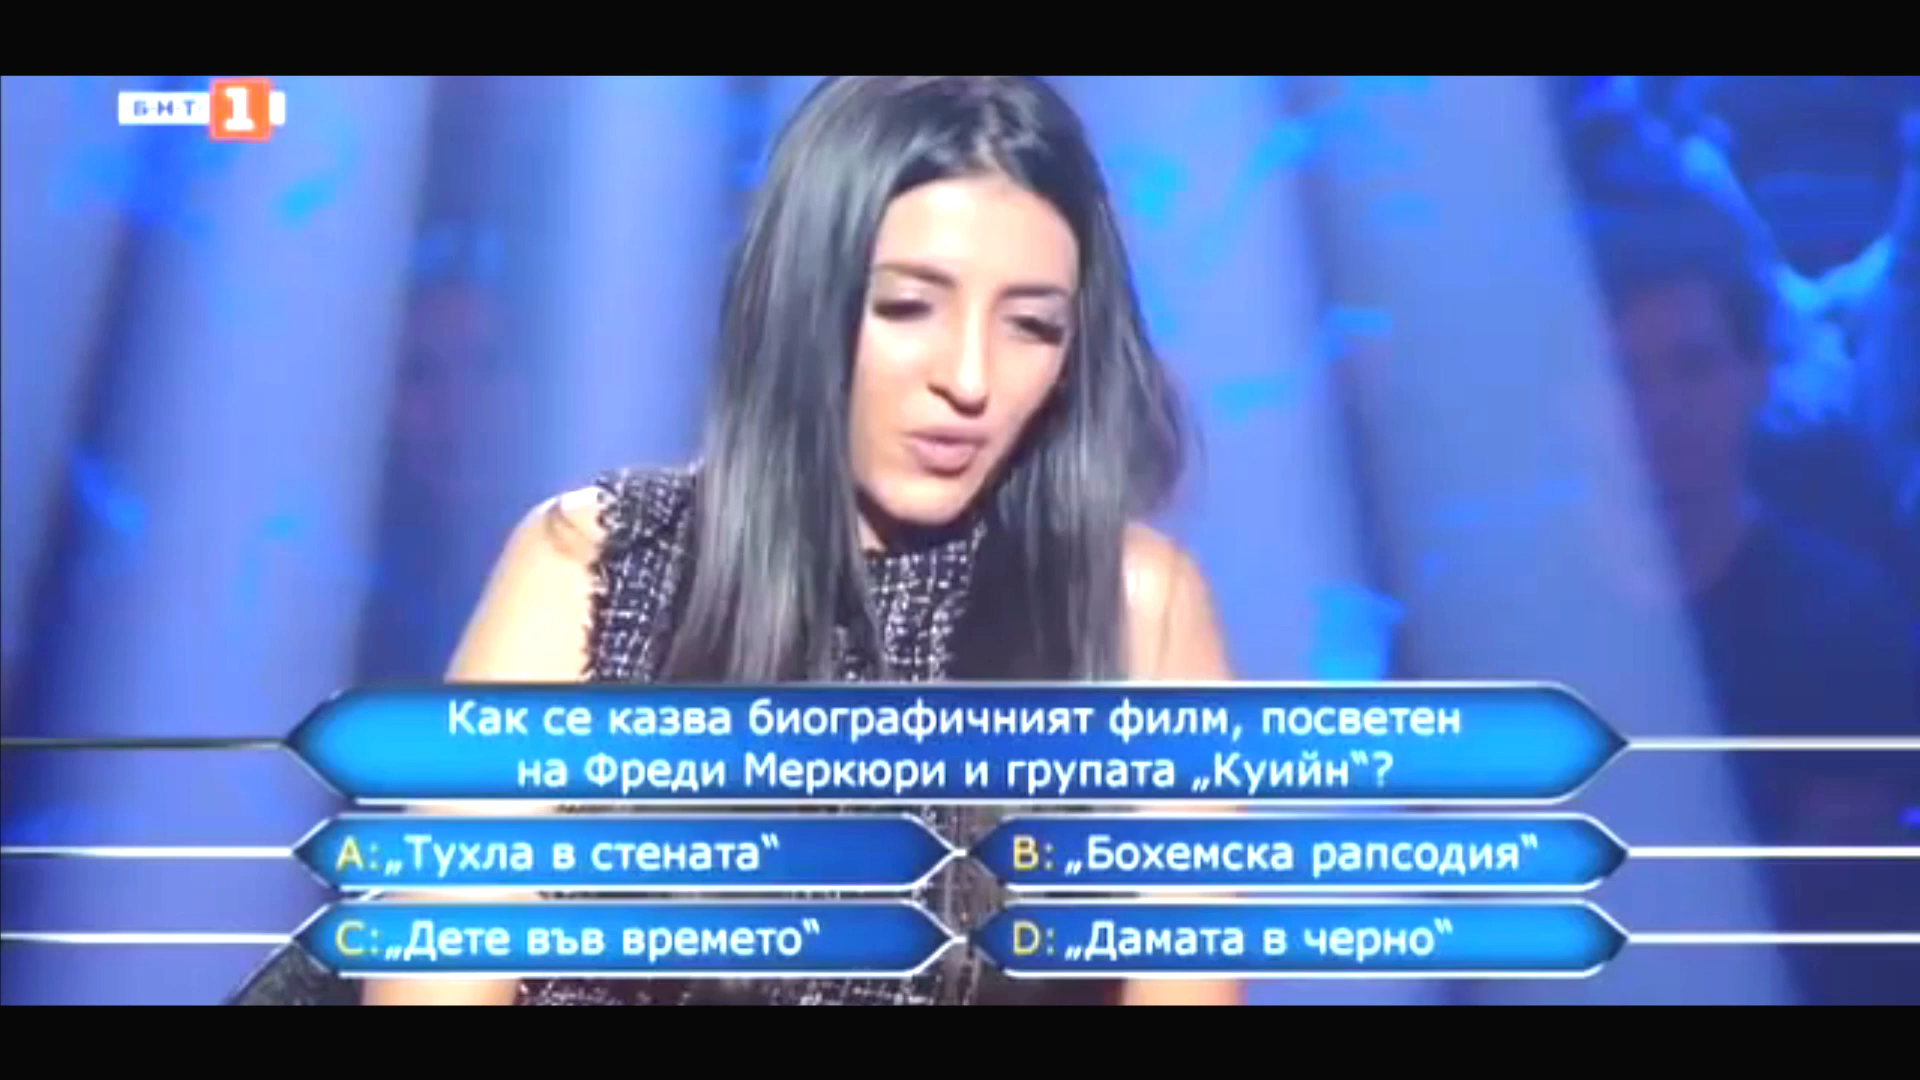 БНТ 1
Как се казва биографичният филм, посветен
на Фреди Меркюри и групата „Куийн“?
A: „Тухла в стената“
B: „Бохемска рапсодия“
C: „Дете във времето“
D: „Дамата в черно“